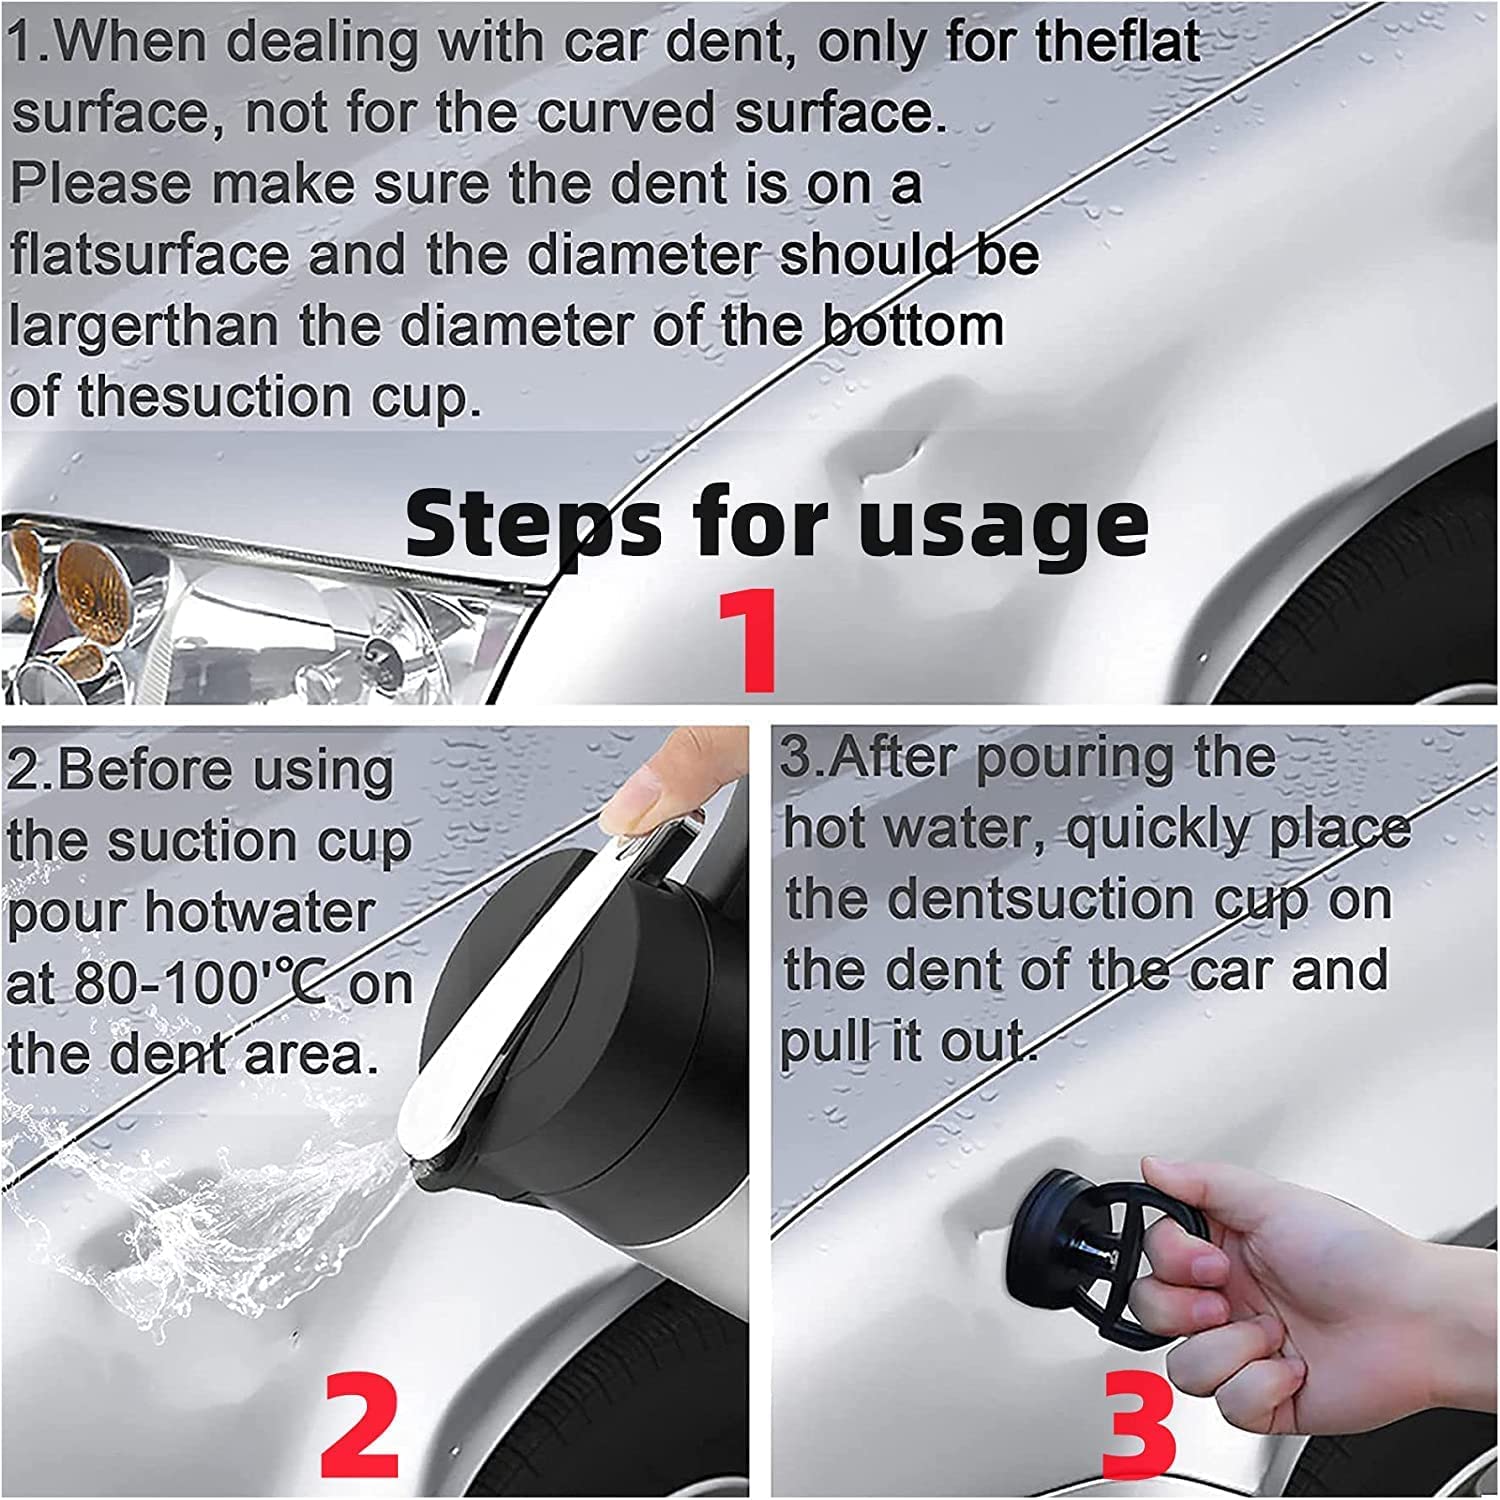 1.When dealing with car dent, only for theflat
surface, not for the curved surface.
Please make sure the dent is on a
flatsurface and the diameter should be
largerthan the diameter of the bottom
of thesuction cup.
Steps for usage
1
2.Before using
the suction cup
pour hotwater
at 80-100'℃ on
the dent area.
2
3.After pouring the
hot water, quickly place
the dentsuction cup on
the dent of the car and
pull it out.
3